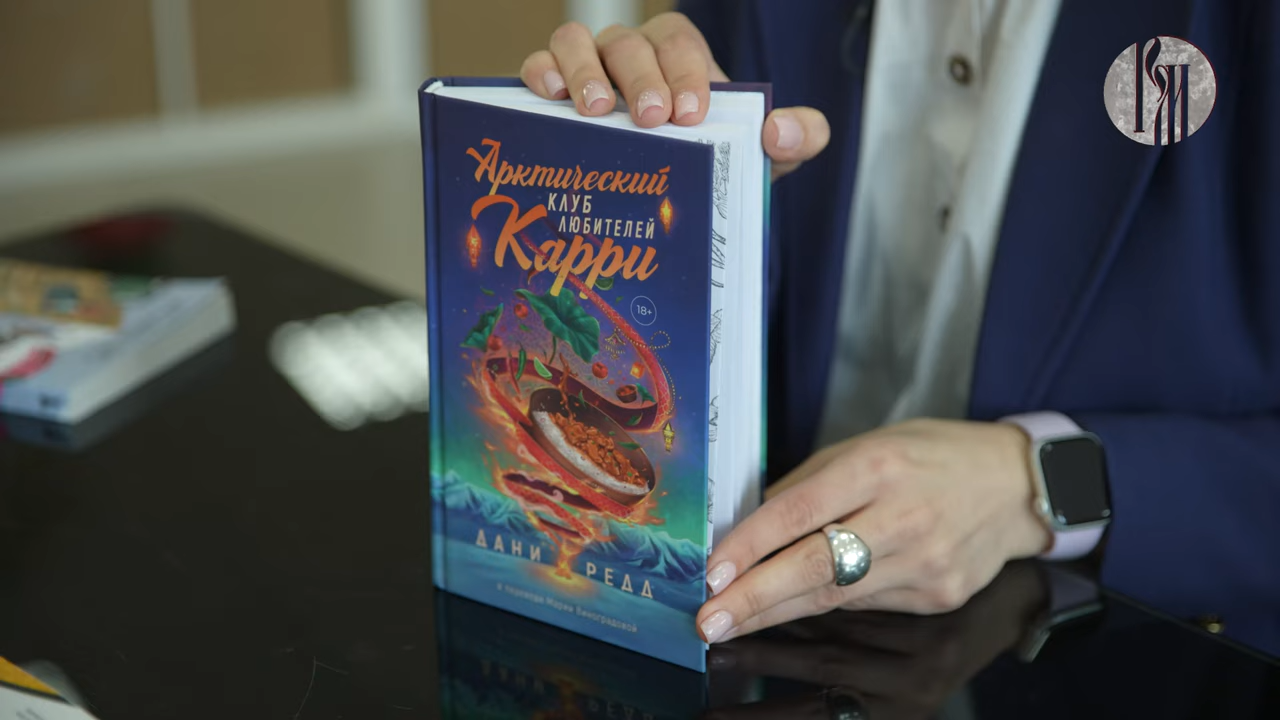 Арктический
КЛУБ
ЛЮБИТЕЛЕЙ
Карри
18+
ДАНИ
РЕДД
в переводе Марии Виноградовой